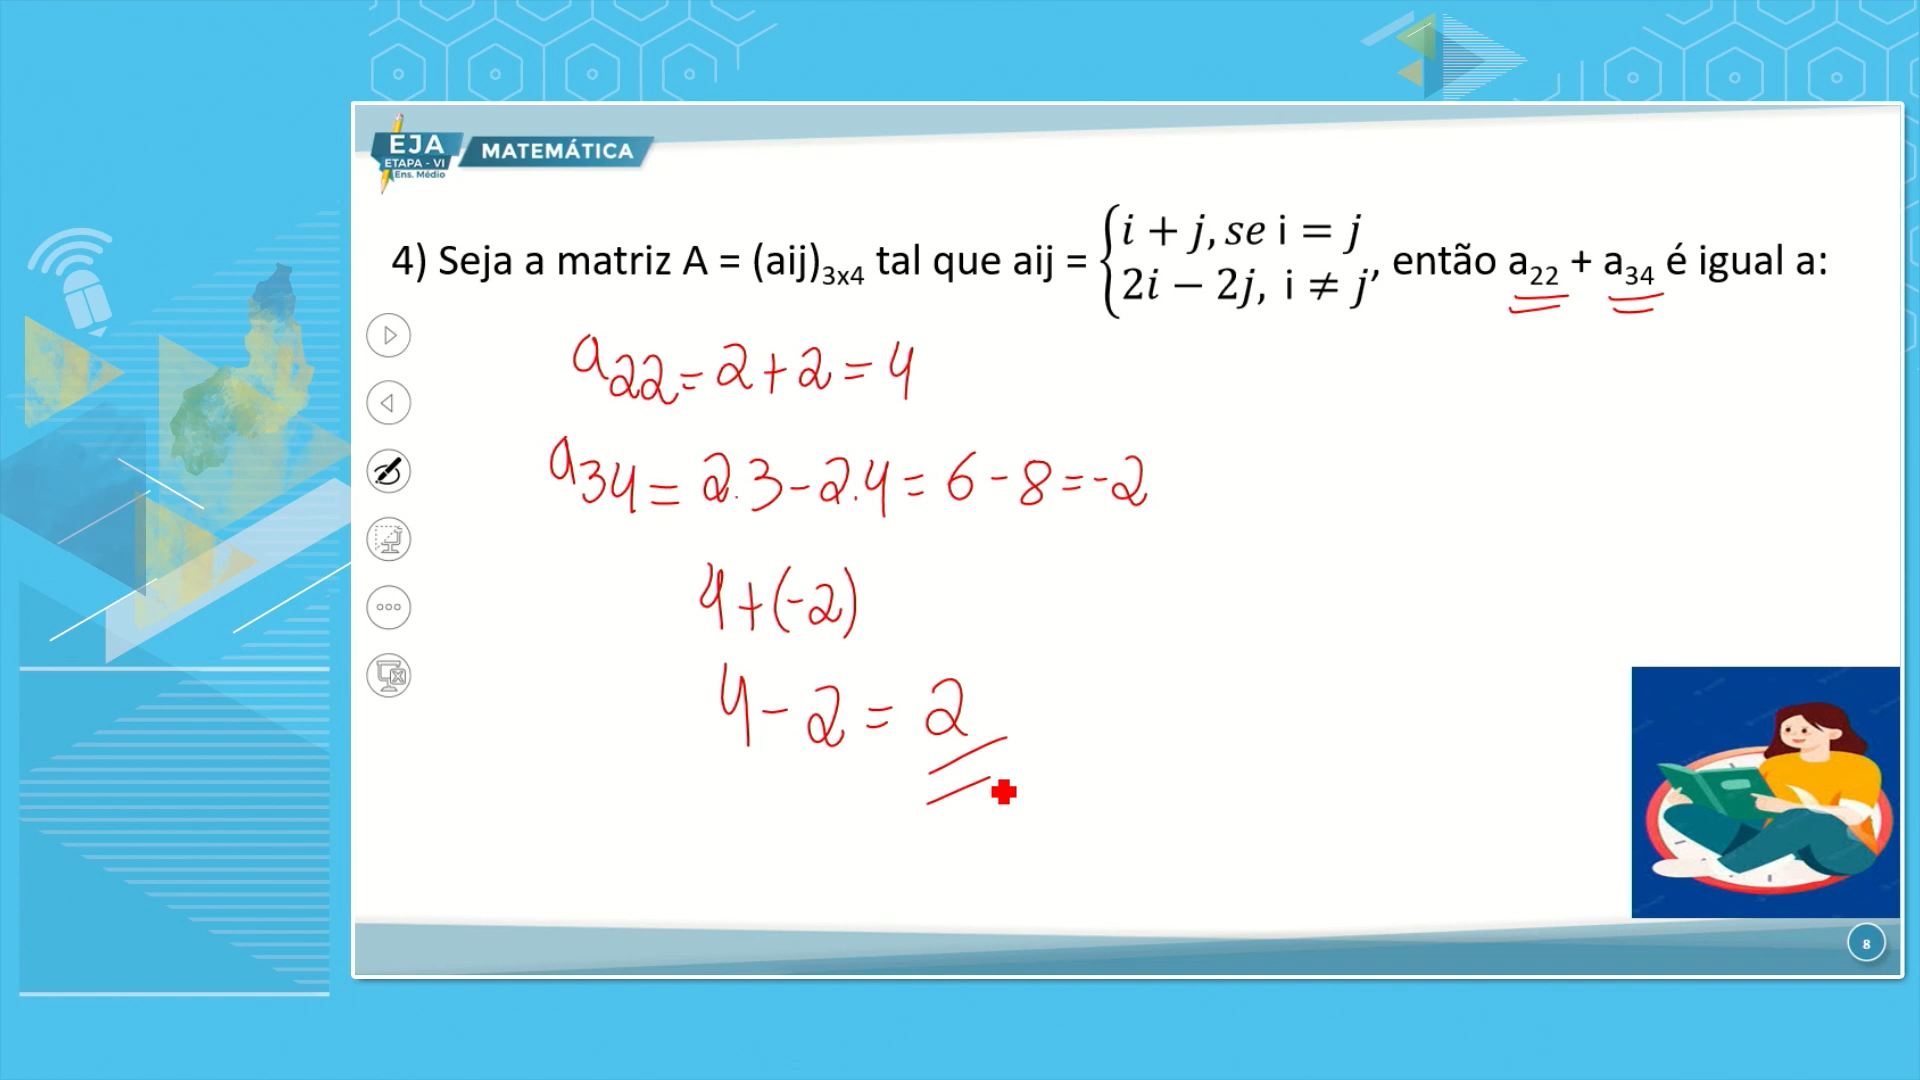 EJA
ETAPA - VI
Ens. Médio
MATEMÁTICA
4) Seja a matriz A = (aij)₃ₓ₄ tal que aij = {i + j, se i = j
2i − 2j, i ≠ j, então a₂₂ + a₃₄ é igual a:
a₂₂ = 2 + 2 = 4
a₃₄ = 2.3 − 2.4 = 6 − 8 = -2
4 + (-2)
4 − 2 = 2
8